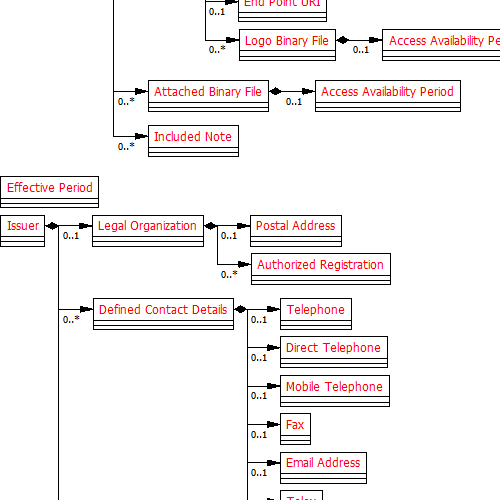 End Point URI
0..1
Logo Binary File
0..*
0..1
Access Availability Pe
Attached Binary File
0..*
0..1
Access Availability Period
Included Note
0..*
Effective Period
Issuer
0..1
Legal Organization
0..1
Postal Address
0..*
Authorized Registration
0..*
Defined Contact Details
0..1
Telephone
0..1
Direct Telephone
0..1
Mobile Telephone
0..1
Fax
0..1
Email Address
Telex